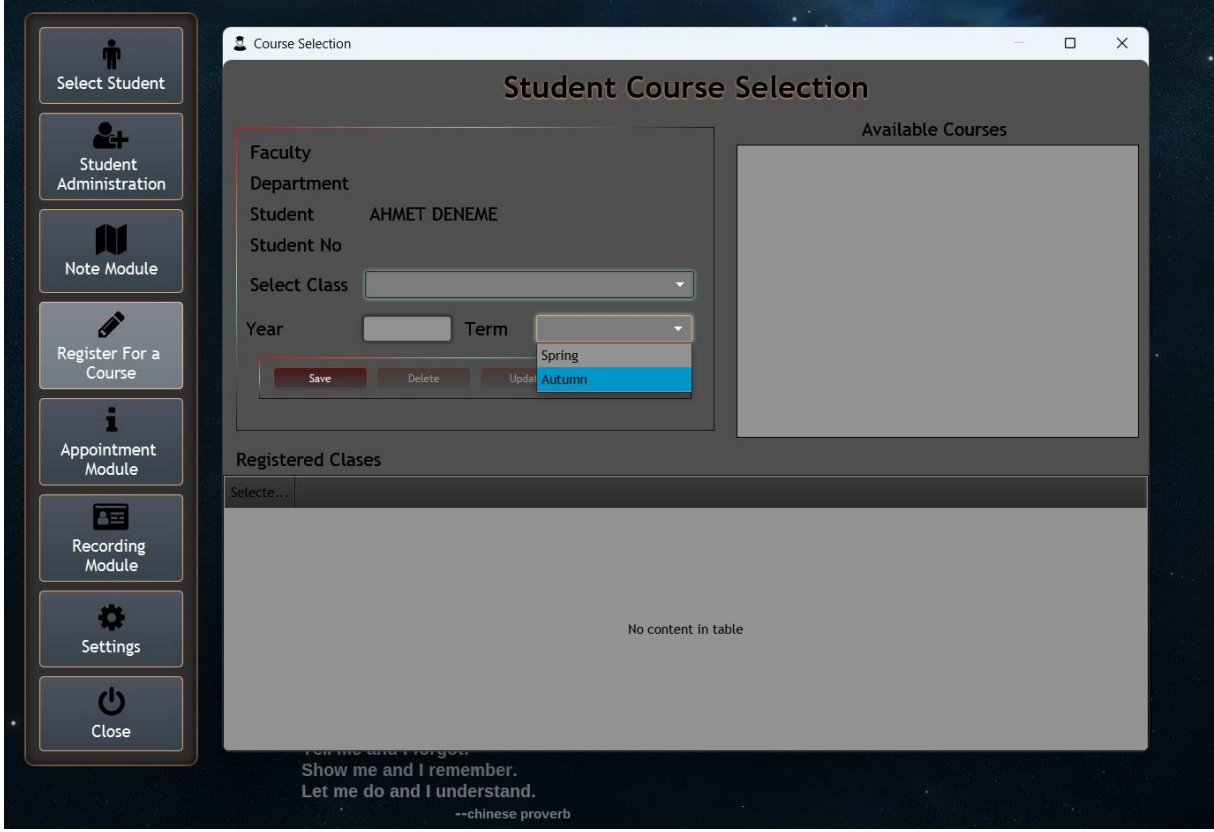 Select Student
Student
Administration
Note Module
Register For a
Course
Appointment
Module
Recording
Module
Settings
Close
Course Selection
Student Course Selection
Faculty
Department
Student AHMET DENEME
Student No
Select Class
Year Term
Spring
Autumn
Save Delete
Available Courses
Registered Clases
Selecte...
No content in table
Show me and I remember.
Let me do and I understand.
--chinese proverb